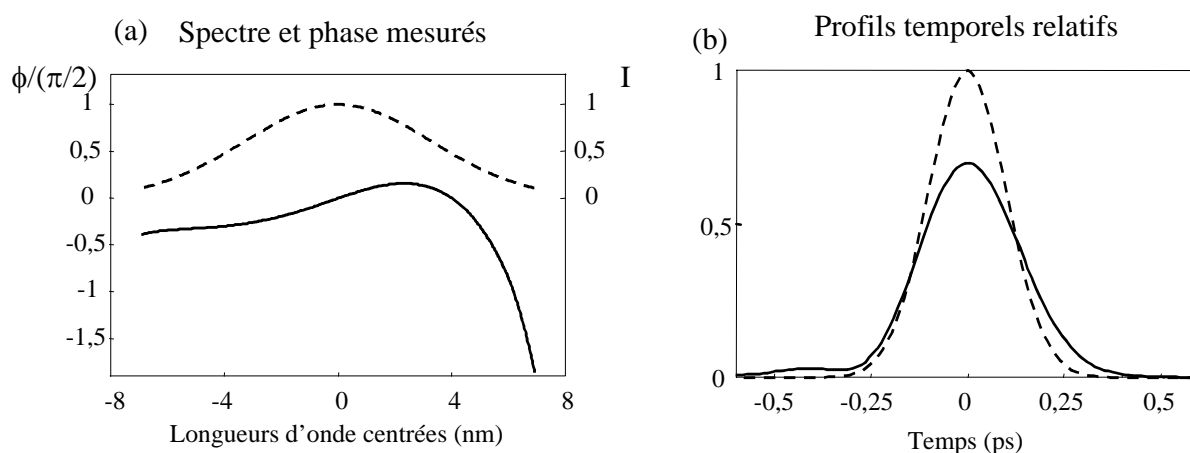 (a) Spectre et phase mesurés
ϕ/(π/2)
I
1
0,5
0
-0,5
-1
-1,5
1
0,5
0
-8 -4 0 4 8
Longueurs d’onde centrées (nm)
(b) Profils temporels relatifs
1
0,5
0
-0,5 -0,25 0 0,25 0,5
Temps (ps)